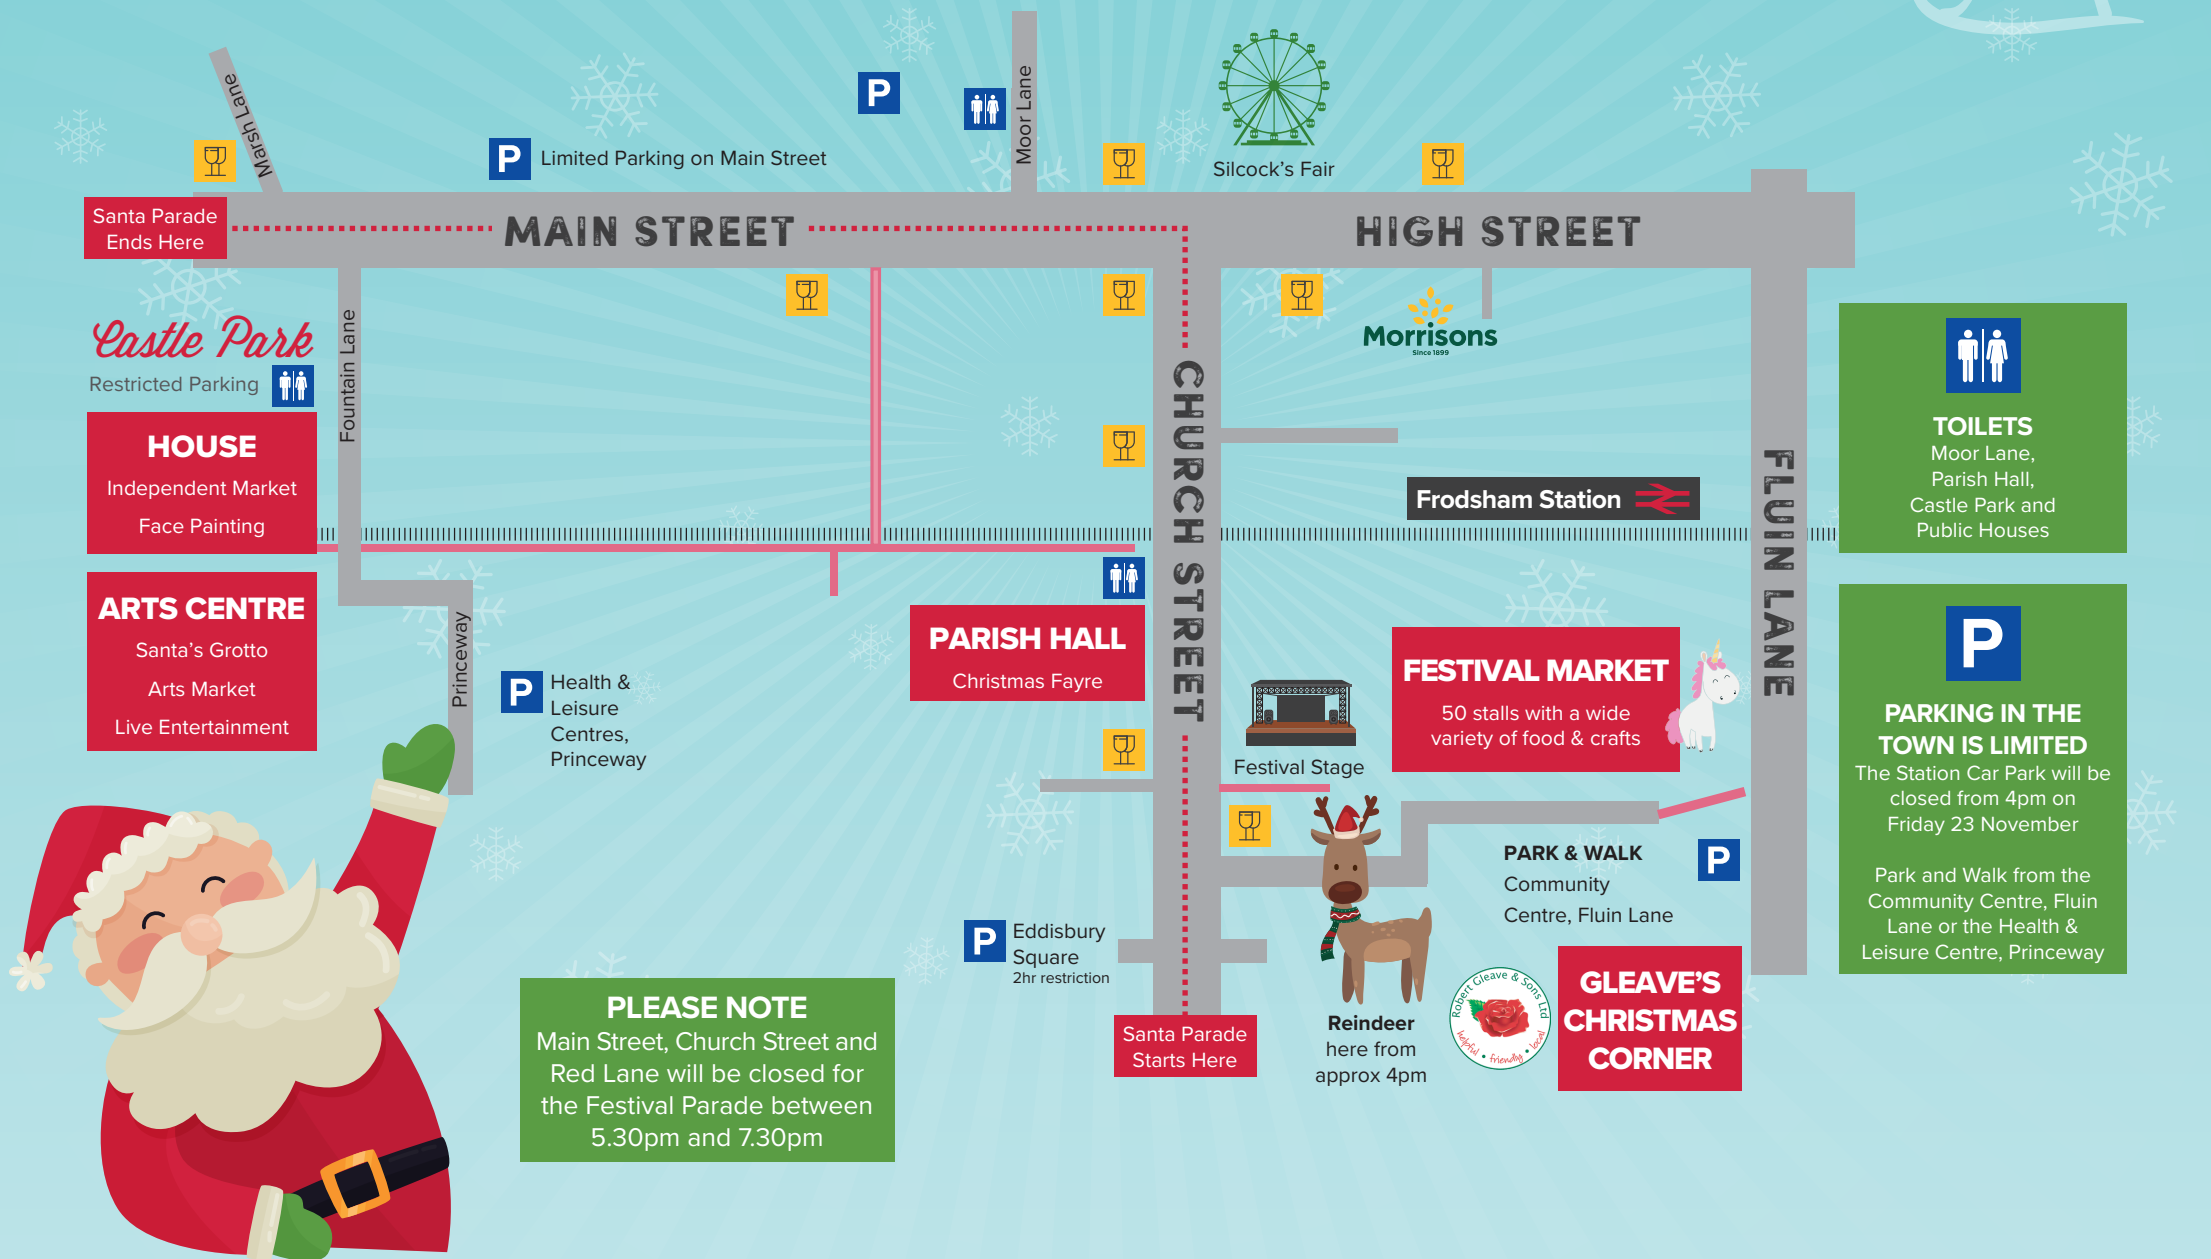 Marsh Lane
P
Limited Parking on Main Street
P
Moor Lane
Silcock's Fair
Santa Parade
Ends Here
MAIN STREET
HIGH STREET
Castle Park
Restricted Parking
Fountain Lane
HOUSE
Independent Market
Face Painting
ARTS CENTRE
Santa's Grotto
Arts Market
Live Entertainment
Princeway
P
Health &
Leisure
Centres,
Princeway
PARISH HALL
Christmas Fayre
CHURCH STREET
Morrisons
Since 1899
Frodsham Station
FLUIN LANE
Festival Stage
FESTIVAL MARKET
50 stalls with a wide
variety of food & crafts
PARK & WALK
Community
Centre, Fluin Lane
P
P
Eddisbury
Square
2hr restriction
Santa Parade
Starts Here
Reindeer
here from
approx 4pm
Robert Gleave & Sons Ltd
helpful • friendly • local
GLEAVE'S
CHRISTMAS
CORNER
PLEASE NOTE
Main Street, Church Street and
Red Lane will be closed for
the Festival Parade between
5.30pm and 7.30pm
TOILETS
Moor Lane,
Parish Hall,
Castle Park and
Public Houses
P
PARKING IN THE
TOWN IS LIMITED
The Station Car Park will be
closed from 4pm on
Friday 23 November
Park and Walk from the
Community Centre, Fluin
Lane or the Health &
Leisure Centre, Princeway